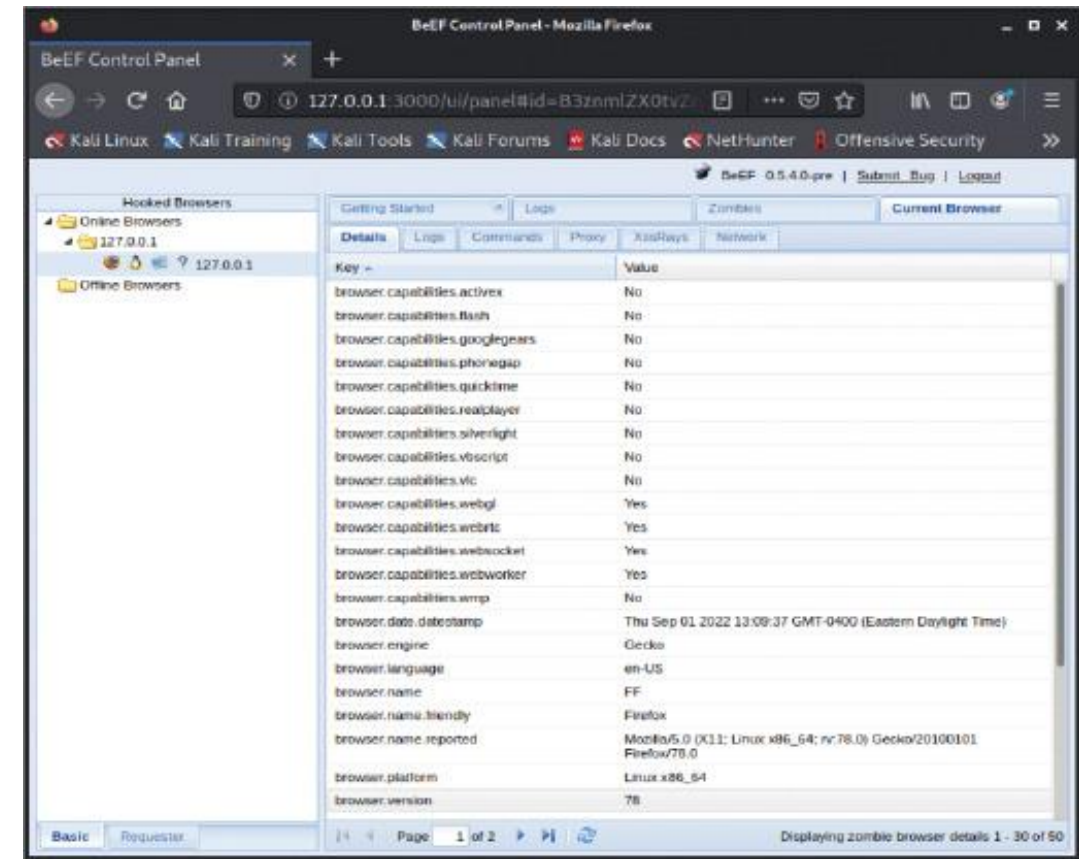 BeEF Control Panel - Mozilla Firefox
BeEF Control Panel
127.0.0.1:3000/ui/panel#id=B3znmlZX0tvZ
Kali Linux Kali Training Kali Tools Kali Forums Kali Docs NetHunter Offensive Security
BeEF 0.5.4.0-pre | Submit Bug | Logout
Hooked Browsers
Online Browsers
127.0.0.1
? 127.0.0.1
Offline Browsers
Getting Started Logs Zombies Current Browser
Details Logs Commands Proxy XssRays Network
Key Value
browser.capabilities.activex No
browser.capabilities.flash No
browser.capabilities.googlegears No
browser.capabilities.phonegap No
browser.capabilities.quicktime No
browser.capabilities.realplayer No
browser.capabilities.silverlight No
browser.capabilities.vbscript No
browser.capabilities.vlc No
browser.capabilities.webgl Yes
browser.capabilities.webrtc Yes
browser.capabilities.websocket Yes
browser.capabilities.webworker Yes
browser.capabilities.wmp No
browser.date.datestamp Thu Sep 01 2022 13:09:37 GMT-0400 (Eastern Daylight Time)
browser.engine Gecko
browser.language en-US
browser.name FF
browser.name.friendly Firefox
browser.name.reported Mozilla/5.0 (X11; Linux x86_64; rv:78.0) Gecko/20100101
Firefox/78.0
browser.platform Linux x86_64
browser.version 78
Basic Requester
Page 1 of 2
Displaying zombie browser details 1 - 30 of 50